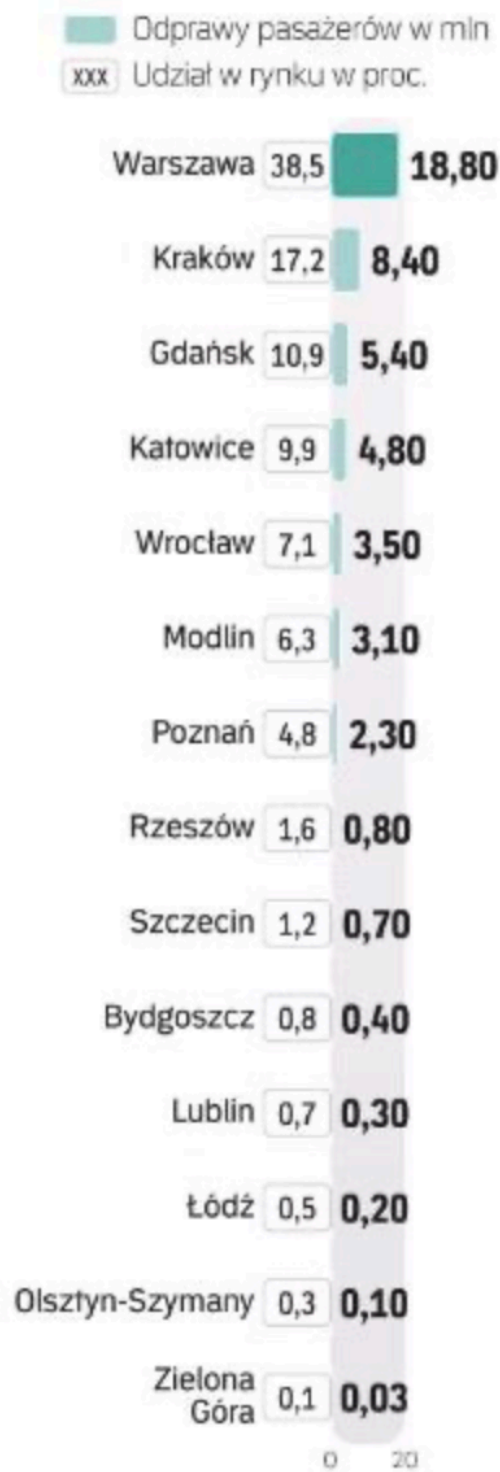 Odprawy pasażerów w mln
xxx Udział w rynku w proc.
Warszawa 38,5 18,80
Kraków 17,2 8,40
Gdańsk 10,9 5,40
Katowice 9,9 4,80
Wrocław 7,1 3,50
Modlin 6,3 3,10
Poznań 4,8 2,30
Rzeszów 1,6 0,80
Szczecin 1,2 0,70
Bydgoszcz 0,8 0,40
Lublin 0,7 0,30
Łódź 0,5 0,20
Olsztyn-Szymany 0,3 0,10
Zielona
Góra 0,1 0,03
0 20